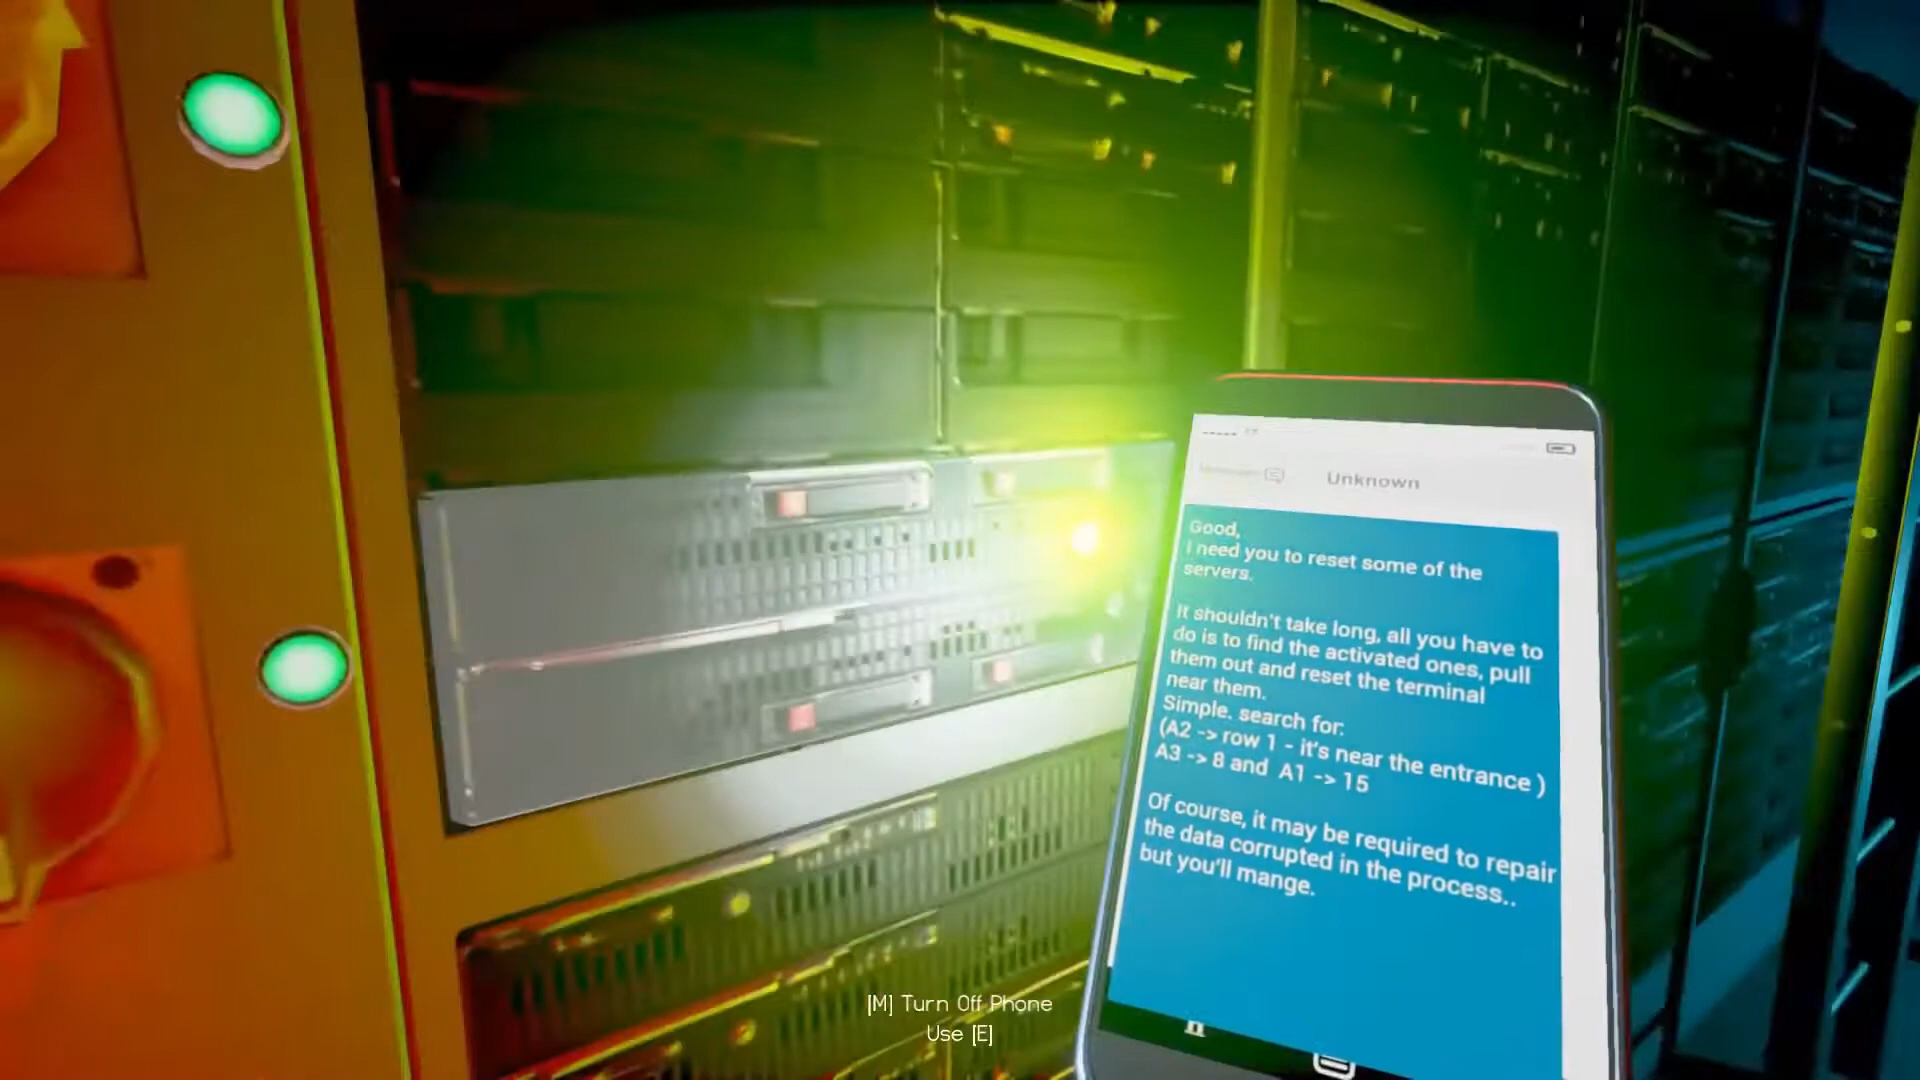 Unknown
Good,
I need you to reset some of the
servers.
It shouldn't take long, all you have to
do is to find the activated ones, pull
them out and reset the terminal
near them.
Simple. search for:
(A2 -> row 1 - it's near the entrance )
A3 -> 8 and A1 -> 15
Of course, it may be required to repair
the data corrupted in the process..
but you'll mange.
[M] Turn Off Phone
Use [E]